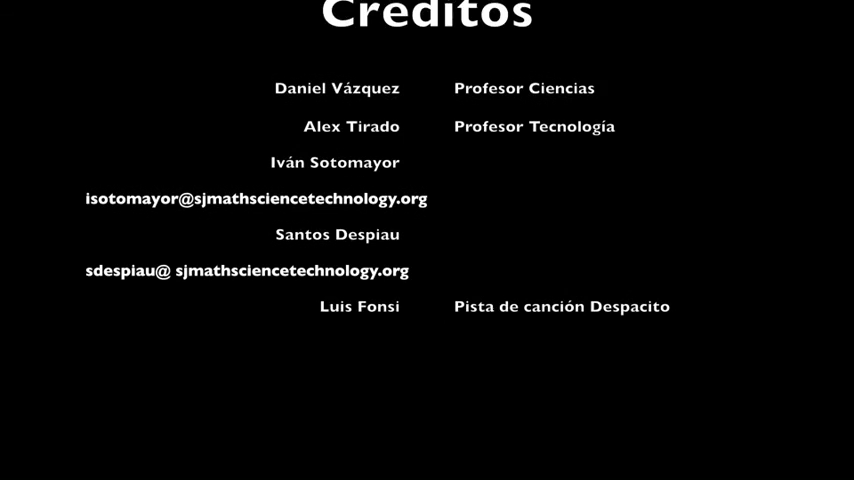 Créditos
Daniel Vázquez Profesor Ciencias
Alex Tirado Profesor Tecnología
Iván Sotomayor
isotomayor@sjmathsciencetechnology.org
Santos Despiau
sdespiau@ sjmathsciencetechnology.org
Luis Fonsi Pista de canción Despacito